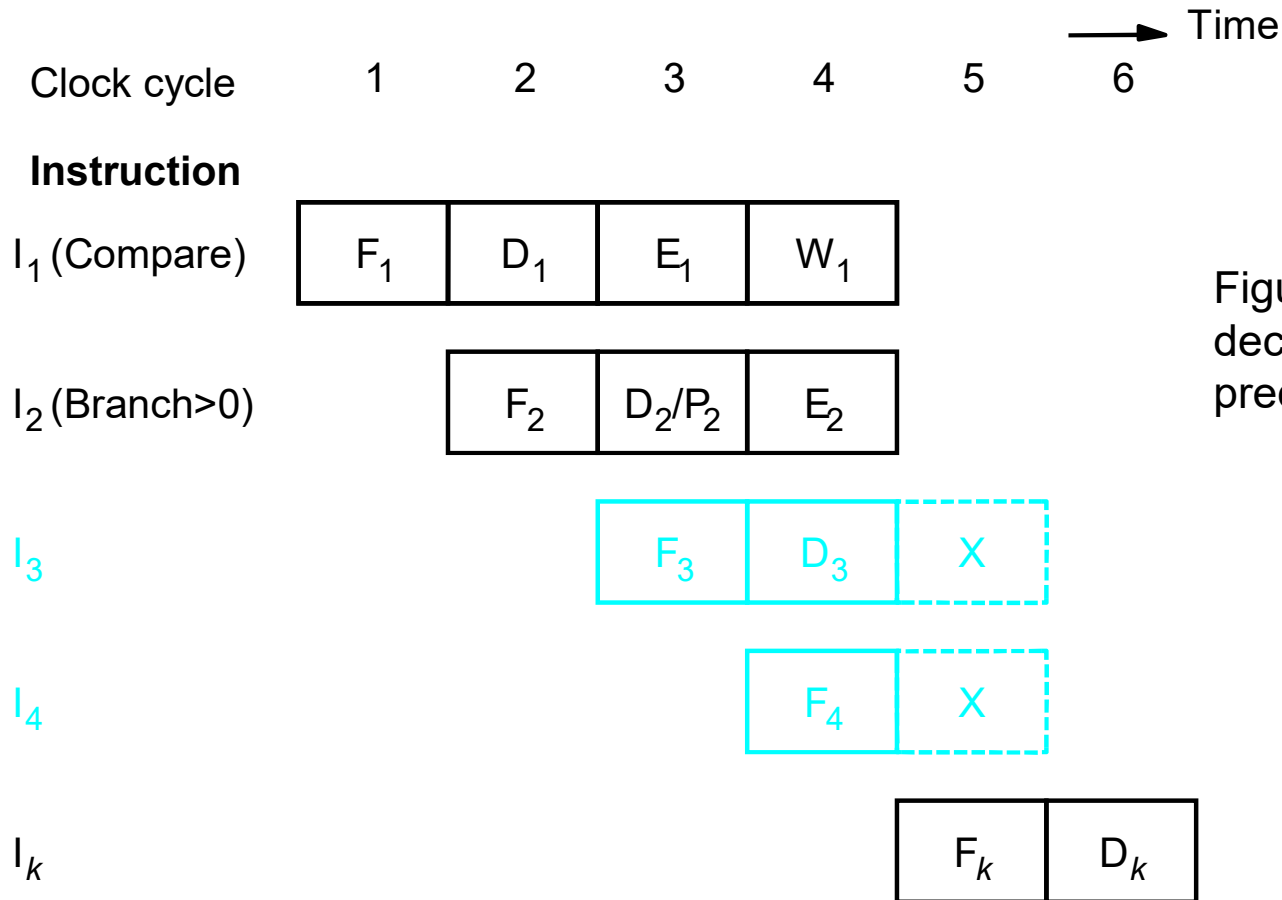 Time
Clock cycle 1 2 3 4 5 6
Instruction
I1 (Compare) F1 D1 E1 W1
I2 (Branch>0) F2 D2/P2 E2
I3 F3 D3 X
I4 F4 X
Ik Fk Dk